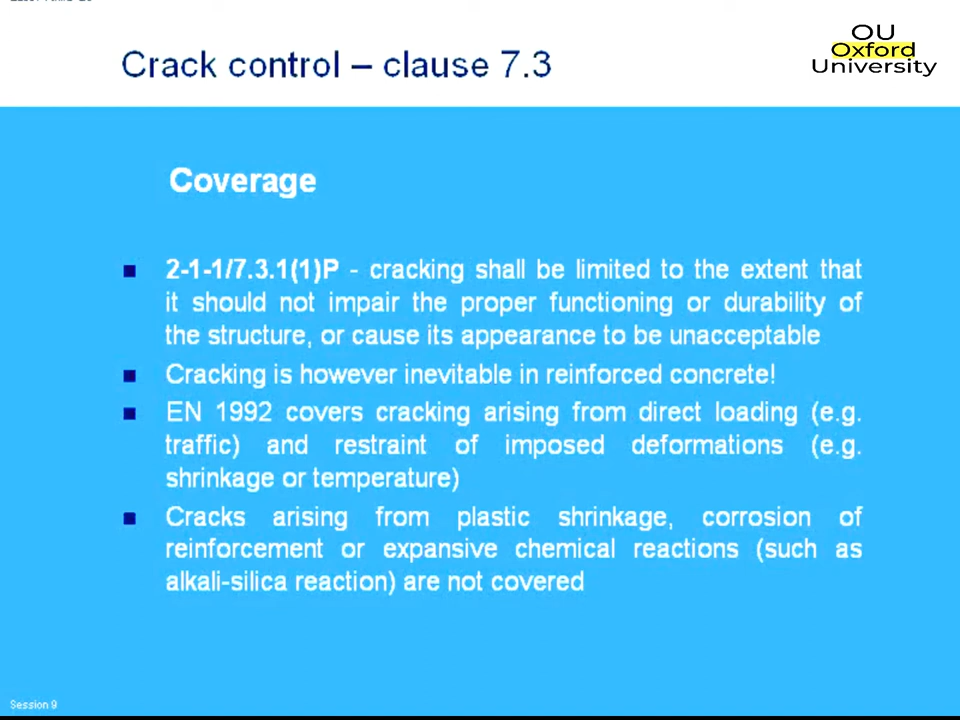 Crack control – clause 7.3
OU
Oxford
University
Coverage
2-1-1/7.3.1(1)P - cracking shall be limited to the extent that
it should not impair the proper functioning or durability of
the structure, or cause its appearance to be unacceptable
Cracking is however inevitable in reinforced concrete!
EN 1992 covers cracking arising from direct loading (e.g.
traffic) and restraint of imposed deformations (e.g.
shrinkage or temperature)
Cracks arising from plastic shrinkage, corrosion of
reinforcement or expansive chemical reactions (such as
alkali-silica reaction) are not covered
Session 9